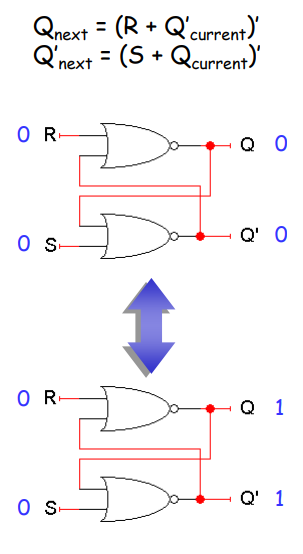 Qnext = (R + Q'current)'
Q'next = (S + Qcurrent)'
0 R Q 0
0 S Q' 0
0 R Q 1
0 S Q' 1